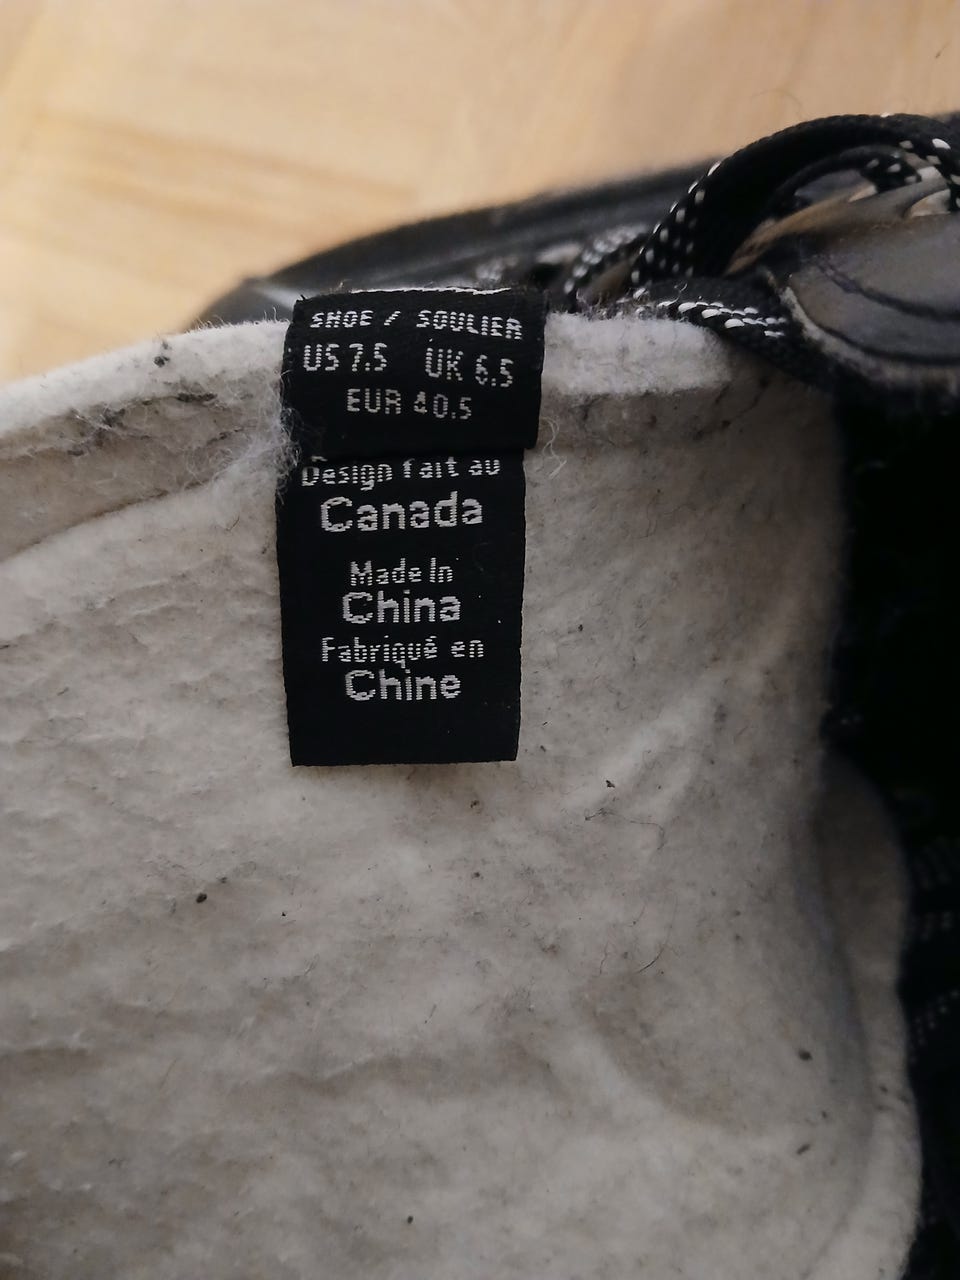 SHOE / SOULIER
US 7.5 UK 6.5
EUR 40.5
Design fait au
Canada
Made In
China
Fabriqué en
Chine